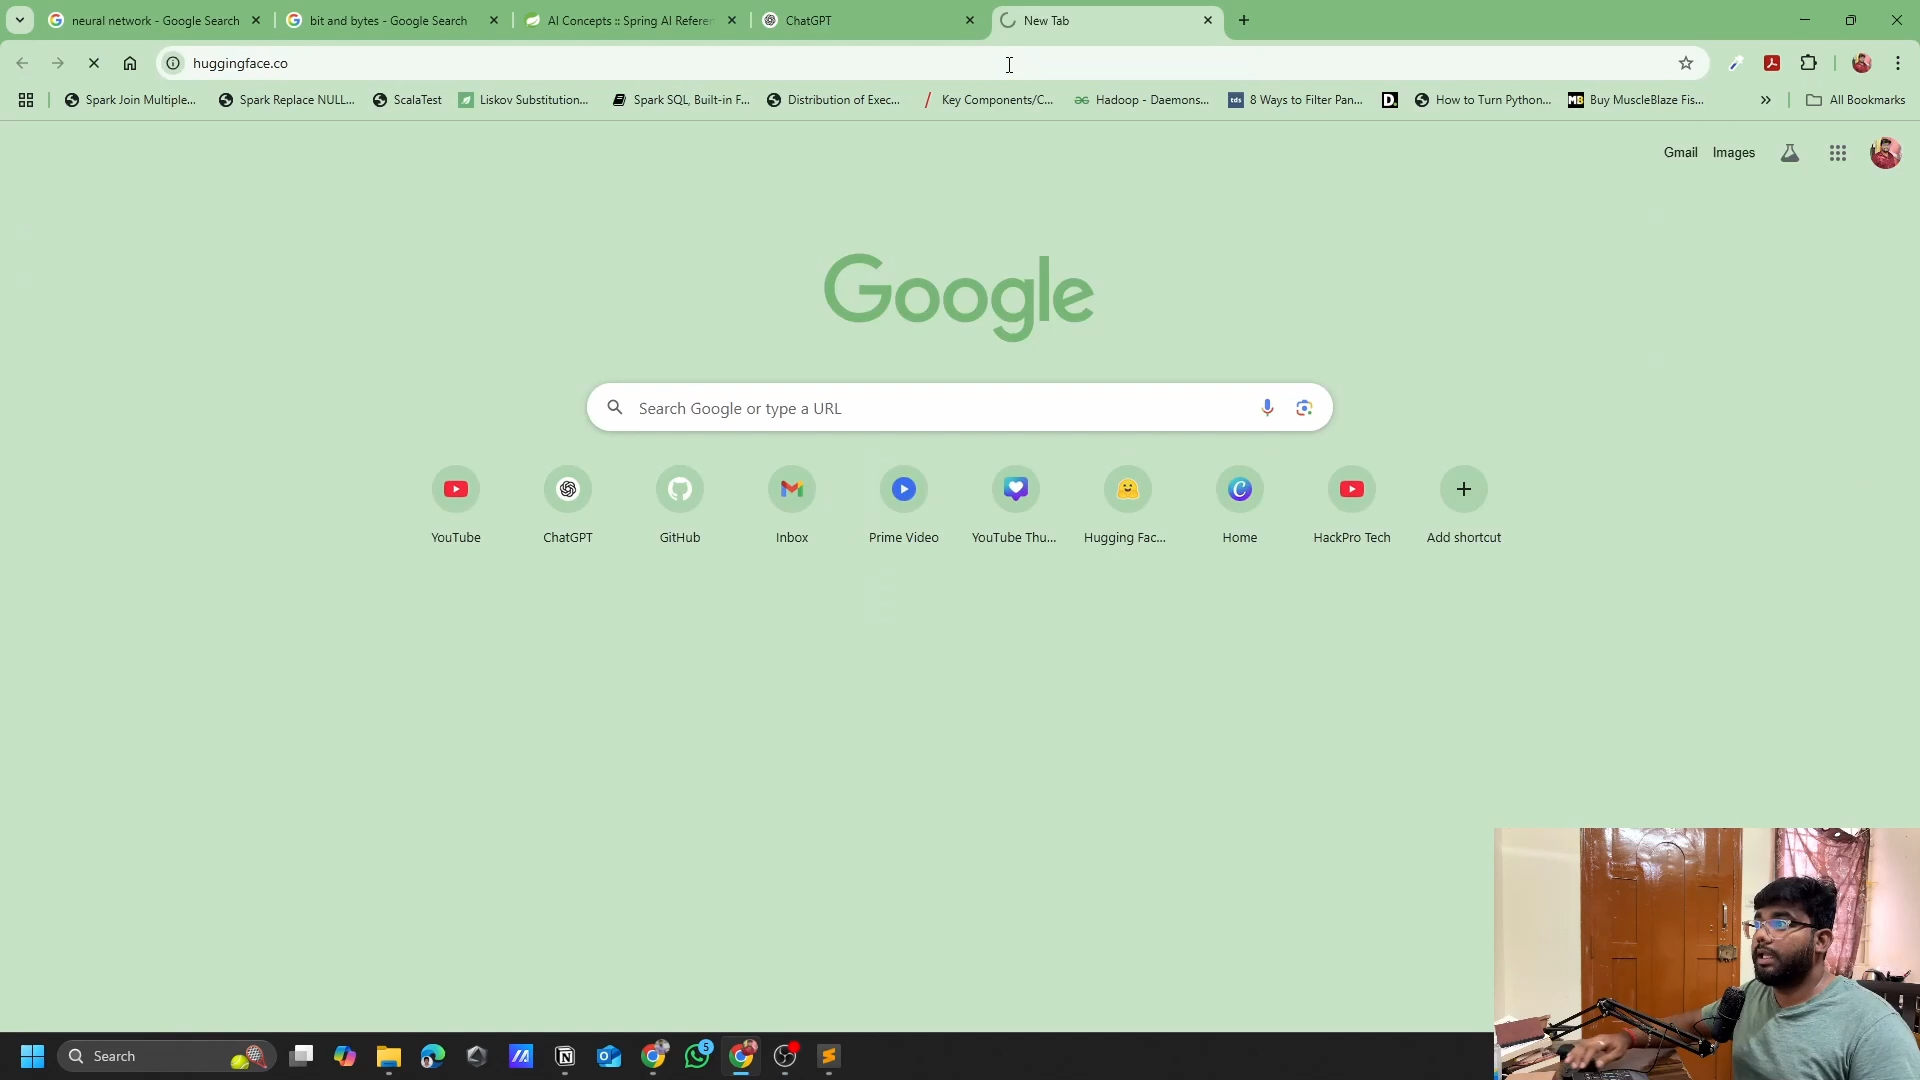 neural network - Google Search
bit and bytes - Google Search
AI Concepts :: Spring AI Referen
ChatGPT
New Tab
huggingface.co
Spark Join Multiple...
Spark Replace NULL...
ScalaTest
Liskov Substitution...
Spark SQL, Built-in F...
Distribution of Exec...
Key Components/C...
Hadoop - Daemons...
tds
8 Ways to Filter Pan...
D.
How to Turn Python...
MB
Buy MuscleBlaze Fis...
All Bookmarks
Gmail
Images
Google
Search Google or type a URL
YouTube
ChatGPT
GitHub
Inbox
Prime Video
YouTube Thu...
Hugging Fac...
Home
HackPro Tech
Add shortcut
Search
5